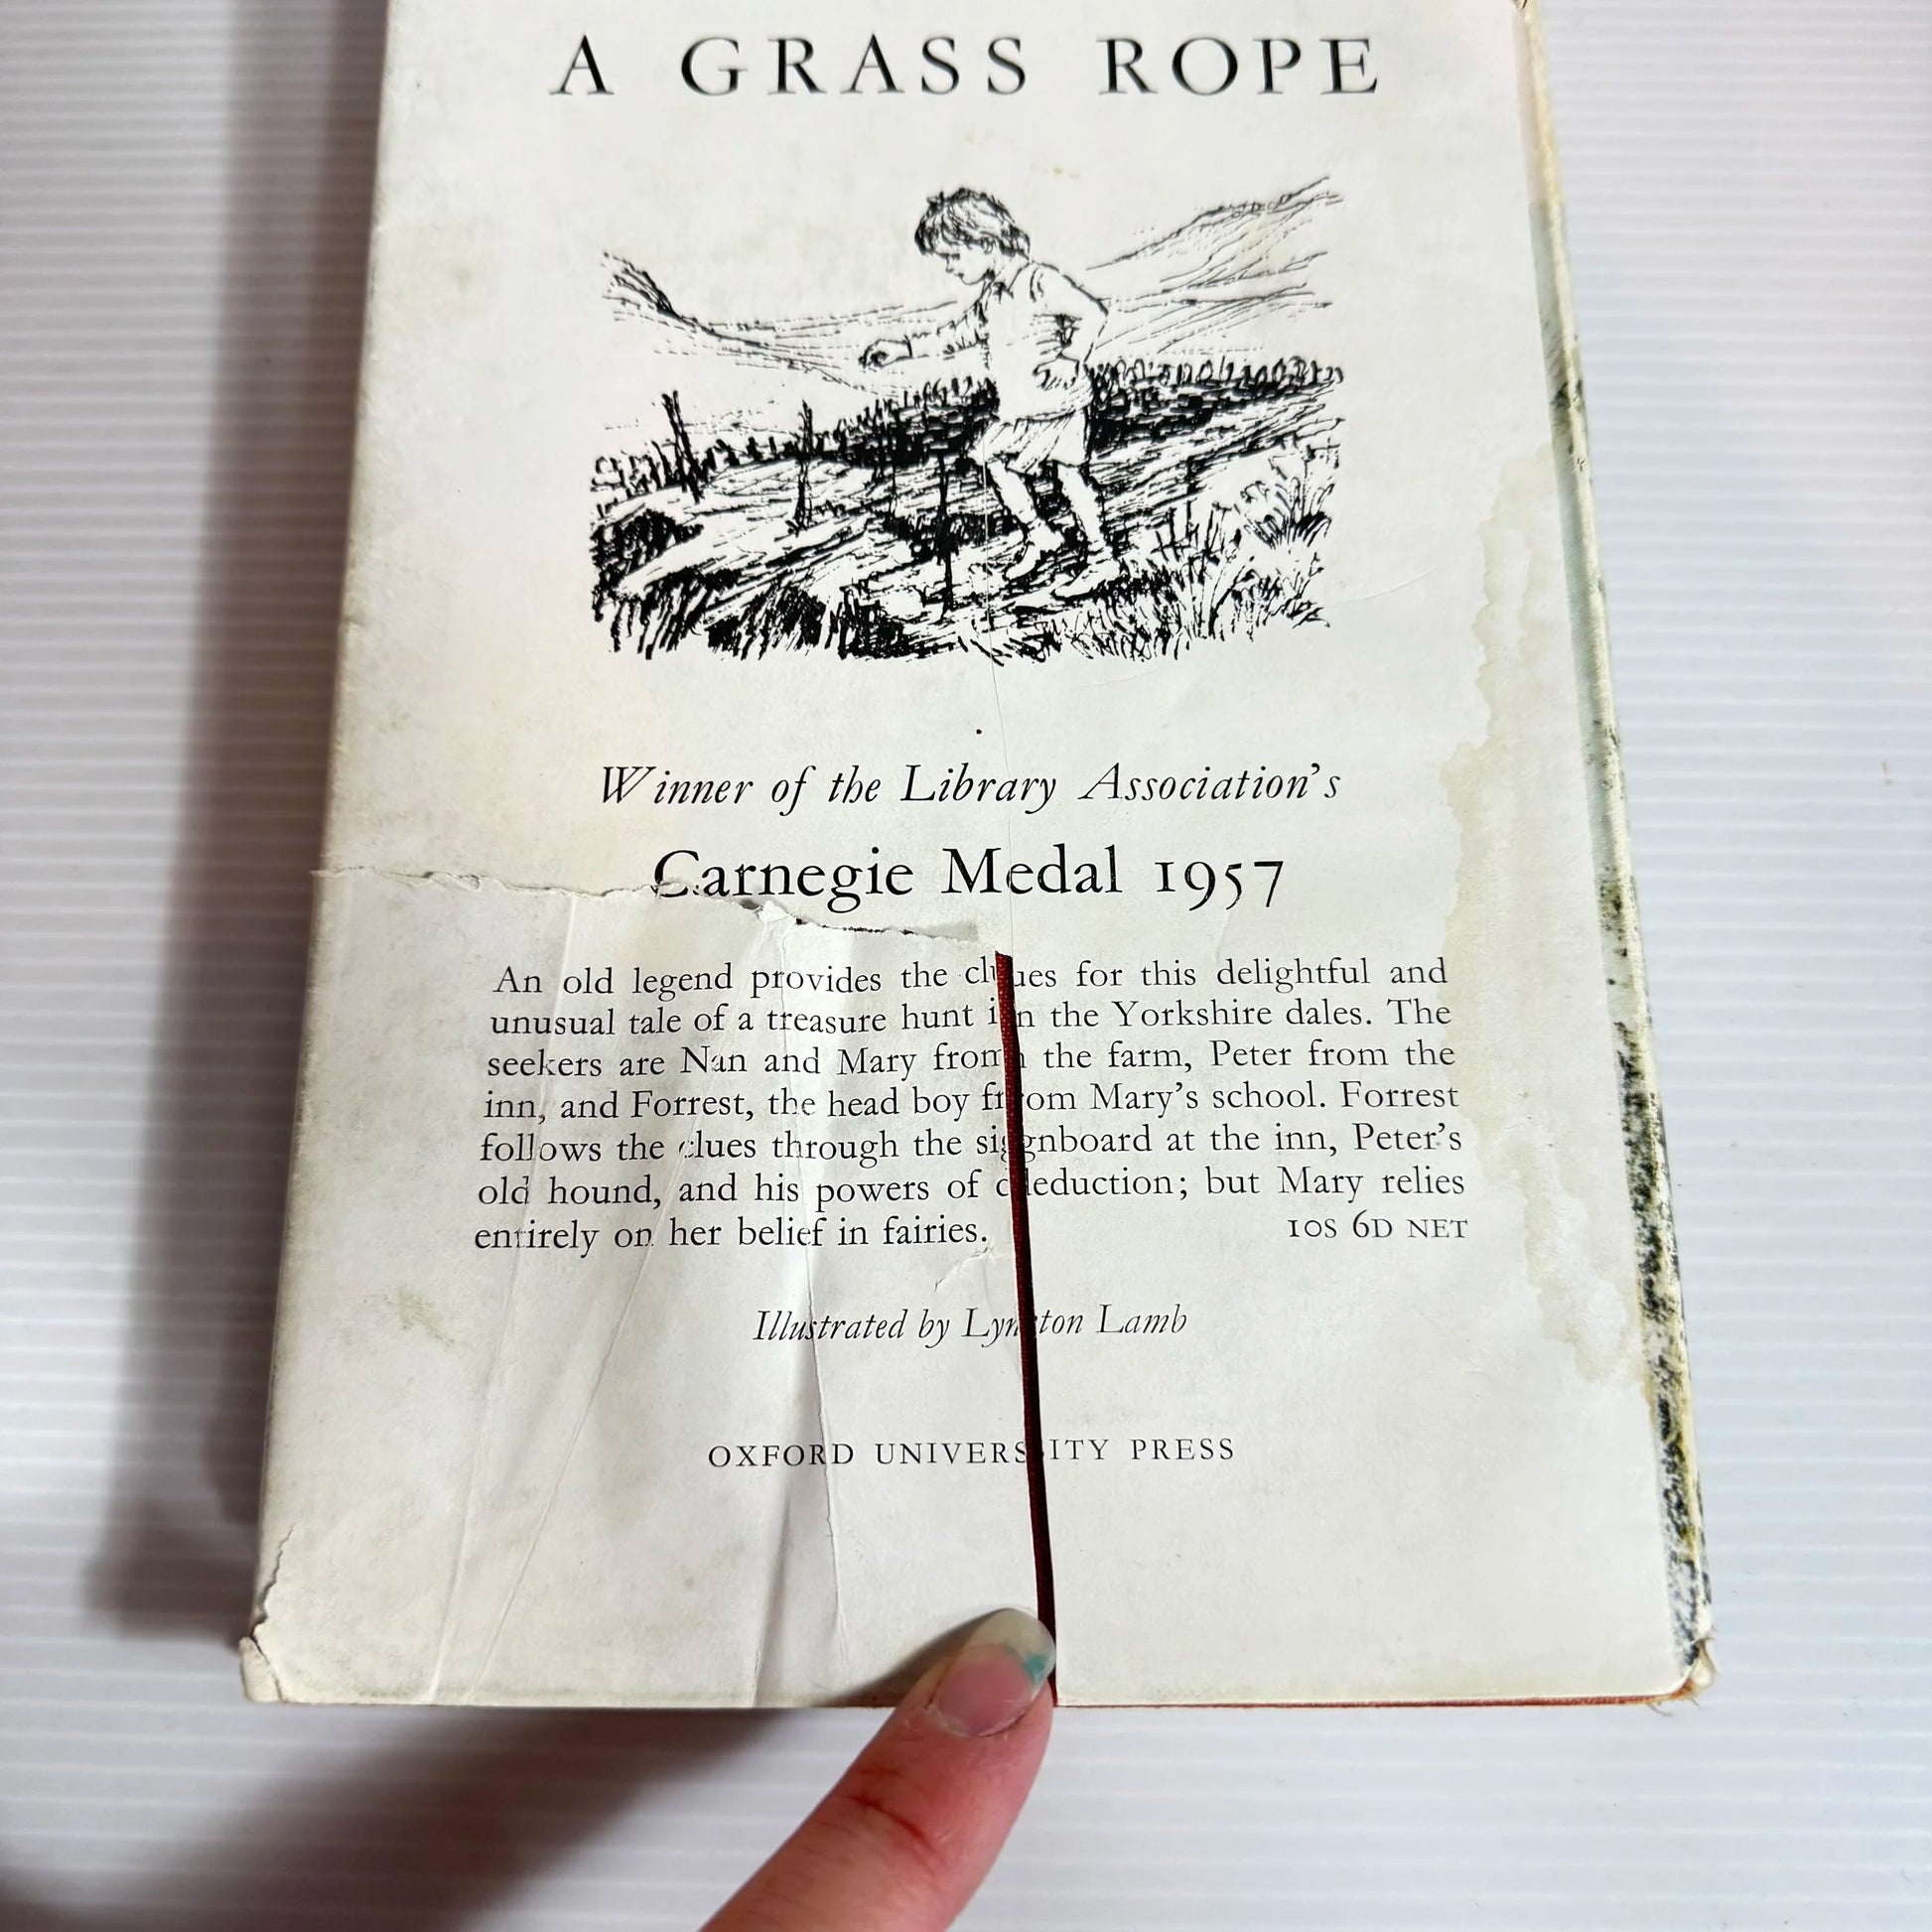 A GRASS ROPE
Winner of the Library Association's
Carnegie Medal 1957
An old legend provides the clues for this delightful and
unusual tale of a treasure hunt in the Yorkshire dales. The
seekers are Nan and Mary from the farm, Peter from the
inn, and Forrest, the head boy from Mary's school. Forrest
follows the clues through the signboard at the inn, Peter's
old hound, and his powers of deduction; but Mary relies
entirely on her belief in fairies. 10S 6D NET
Illustrated by Lynton Lamb
OXFORD UNIVERSITY PRESS